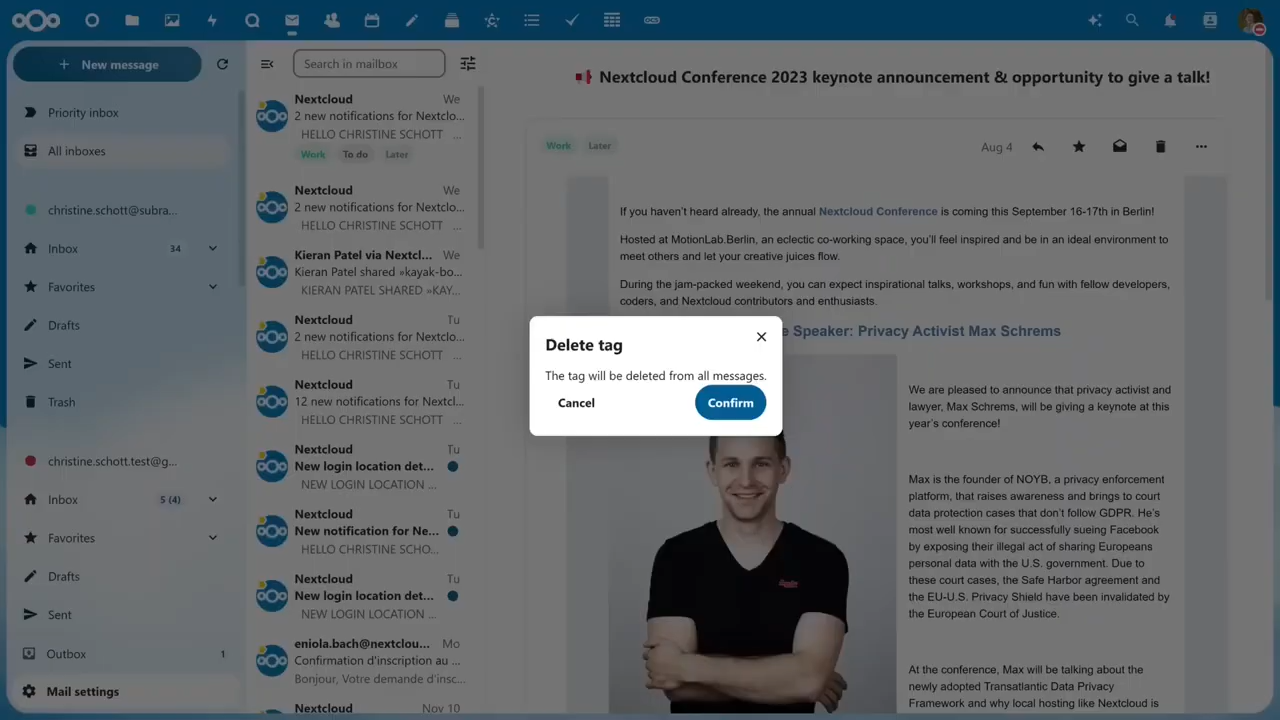 New message
Priority inbox
All inboxes
christine.schott@subra...
Inbox 34
Favorites
Drafts
Sent
Trash
christine.schott.test@g...
Inbox 5 (4)
Favorites
Drafts
Sent
Outbox 1
Mail settings
Search in mailbox
Nextcloud We
2 new notifications for Nextclo...
HELLO CHRISTINE SCHOTT ...
Work To do Later
Nextcloud We
2 new notifications for Nextclo...
HELLO CHRISTINE SCHOTT ...
Kieran Patel via Nextcl... We
Kieran Patel shared »kayak-bo...
KIERAN PATEL SHARED »KAY...
Nextcloud Tu
2 new notifications for Nextclo...
HELLO CHRISTINE SCHOTT ...
Nextcloud Tu
12 new notifications for Nextcl...
HELLO CHRISTINE SCHOTT ...
Nextcloud Tu
New login location det...
NEW LOGIN LOCATION ...
Nextcloud Tu
New notification for Ne...
HELLO CHRISTINE SCHO...
Nextcloud Tu
New login location det...
NEW LOGIN LOCATION ...
eniola.bach@nextclou... Mo
Confirmation d'inscription au ...
Bonjour, Votre demande d'insc...
Nextcloud Nov 10
Nextcloud Conference 2023 keynote announcement & opportunity to give a talk!
Work Later
Aug 4
If you haven't heard already, the annual Nextcloud Conference is coming this September 16-17th in Berlin!
Hosted at MotionLab.Berlin, an eclectic co-working space, you'll feel inspired and be in an ideal environment to
meet others and let your creative juices flow.
During the jam-packed weekend, you can expect inspirational talks, workshops, and fun with fellow developers,
coders, and Nextcloud contributors and enthusiasts.
Speaker: Privacy Activist Max Schrems
Delete tag
The tag will be deleted from all messages.
Cancel Confirm
We are pleased to announce that privacy activist and
lawyer, Max Schrems, will be giving a keynote at this
year's conference!
Max is the founder of NOYB, a privacy enforcement
platform, that raises awareness and brings to court
data protection cases that don't follow GDPR. He's
most well known for successfully sueing Facebook
by exposing their illegal act of sharing Europeans
personal data with the U.S. government. Due to
these court cases, the Safe Harbor agreement and
the EU-U.S. Privacy Shield have been invalidated by
the European Court of Justice.
At the conference, Max will be talking about the
newly adopted Transatlantic Data Privacy
Framework and why local hosting like Nextcloud is